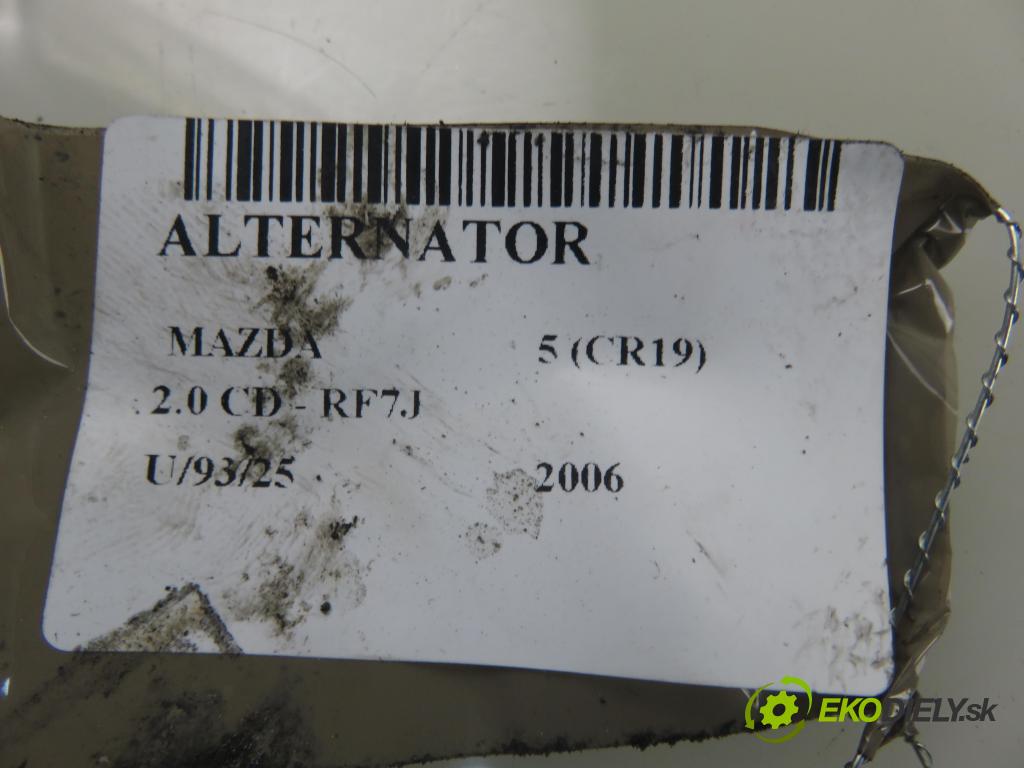 ALTERNATOR
MAZDA 5 (CR19)
2.0 CD - RF7J
U/93/25 2006
EKODIELY.sk